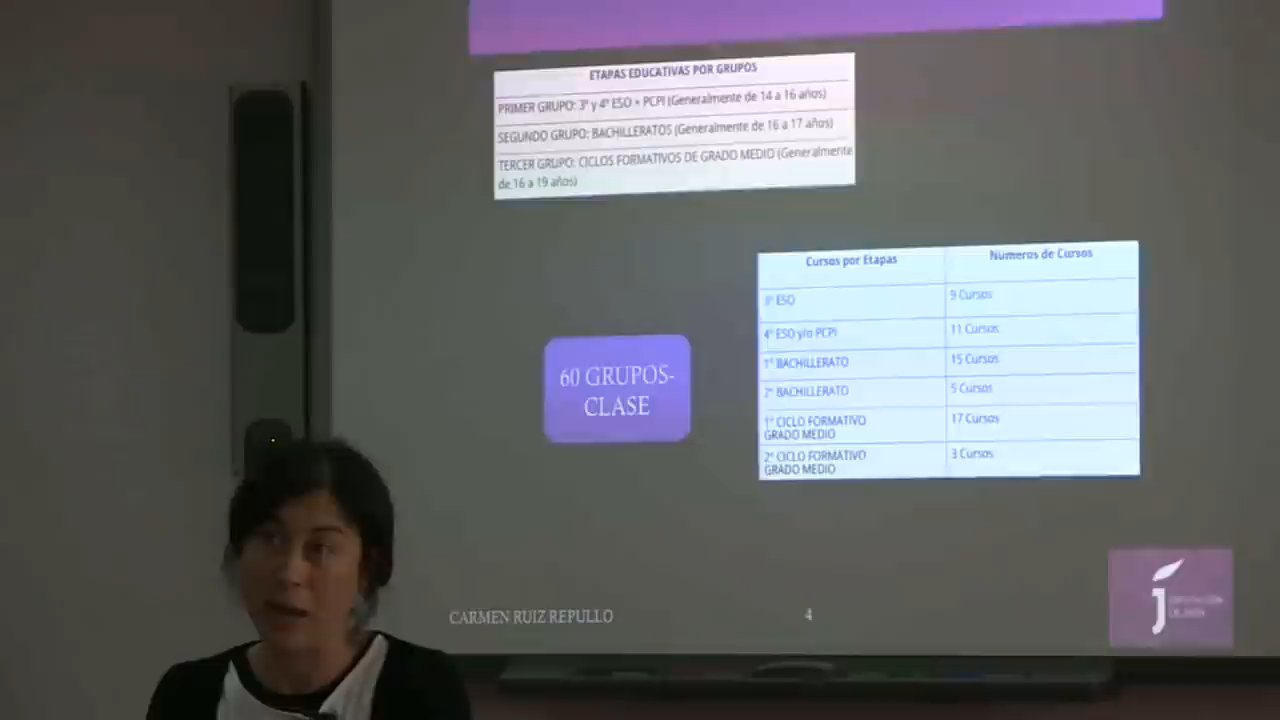 ETAPAS EDUCATIVAS POR GRUPOS
PRIMER GRUPO: 3º y 4º ESO + PCPI (Generalmente de 14 a 16 años)
SEGUNDO GRUPO: BACHILLERATOS (Generalmente de 16 a 17 años)
TERCER GRUPO: CICLOS FORMATIVOS DE GRADO MEDIO (Generalmente
de 16 a 19 años)
Cursos por Etapas Números de Cursos
3º ESO 9 Cursos
4º ESO y/o PCPI 11 Cursos
1º BACHILLERATO 15 Cursos
2º BACHILLERATO 5 Cursos
1º CICLO FORMATIVO 17 Cursos
GRADO MEDIO
2º CICLO FORMATIVO 3 Cursos
GRADO MEDIO
60 GRUPOS-
CLASE
CARMEN RUIZ REPULLO
4